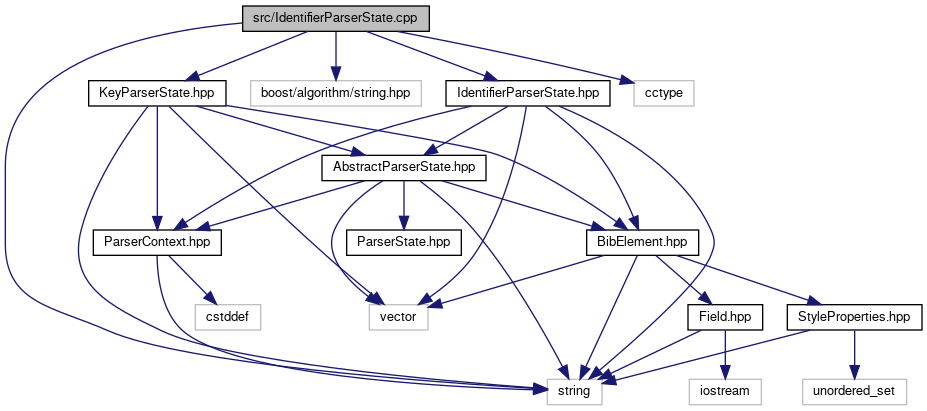 src/IdentifierParserState.cpp
KeyParserState.hpp
boost/algorithm/string.hpp
IdentifierParserState.hpp
cctype
AbstractParserState.hpp
ParserContext.hpp
ParserState.hpp
BibElement.hpp
cstddef
vector
Field.hpp
StyleProperties.hpp
string
iostream
unordered_set